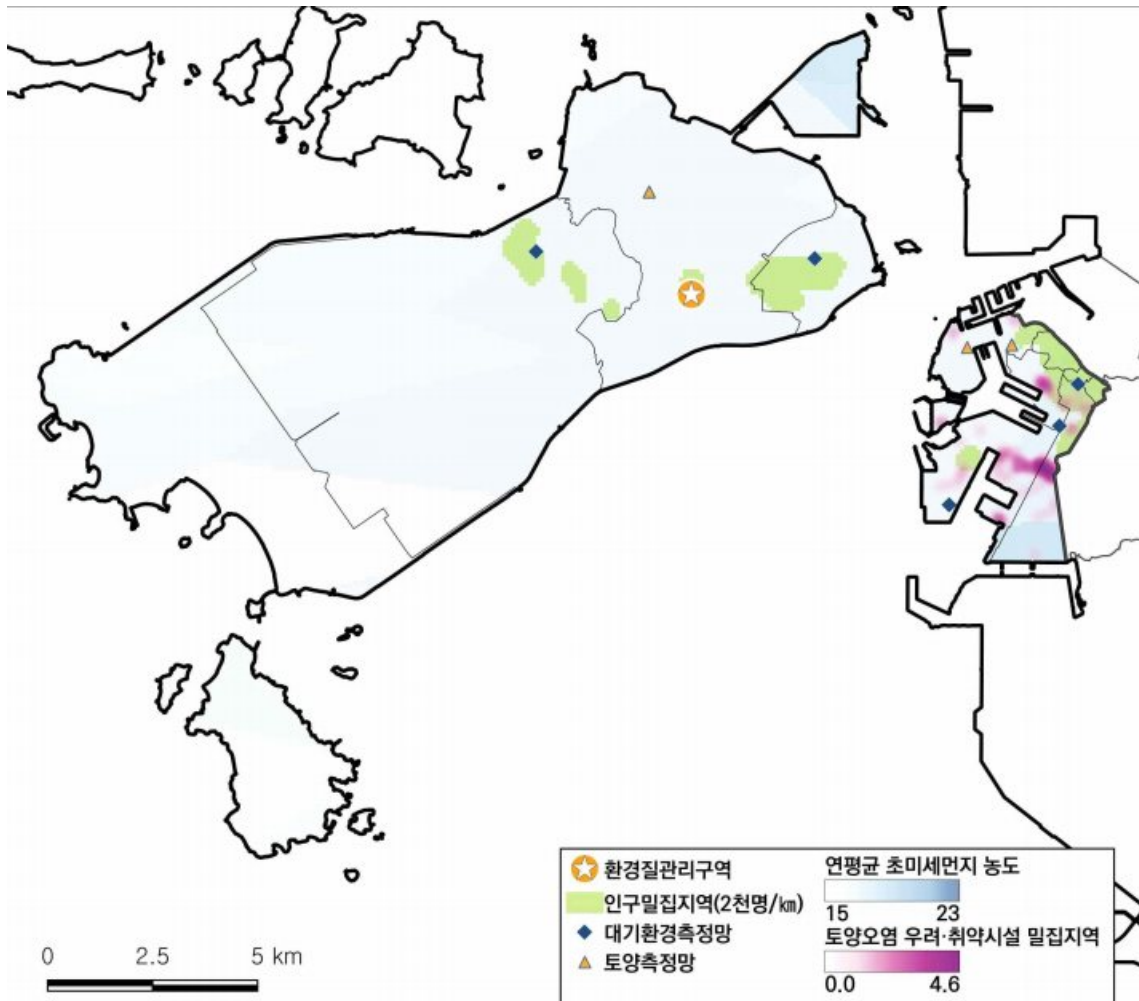 환경질관리구역
인구밀집지역(2천명/㎢)
대기환경측정망
토양측정망
연평균 초미세먼지 농도
15 23
토양오염 우려·취약시설 밀집지역
0.0 4.6
0 2.5 5 km